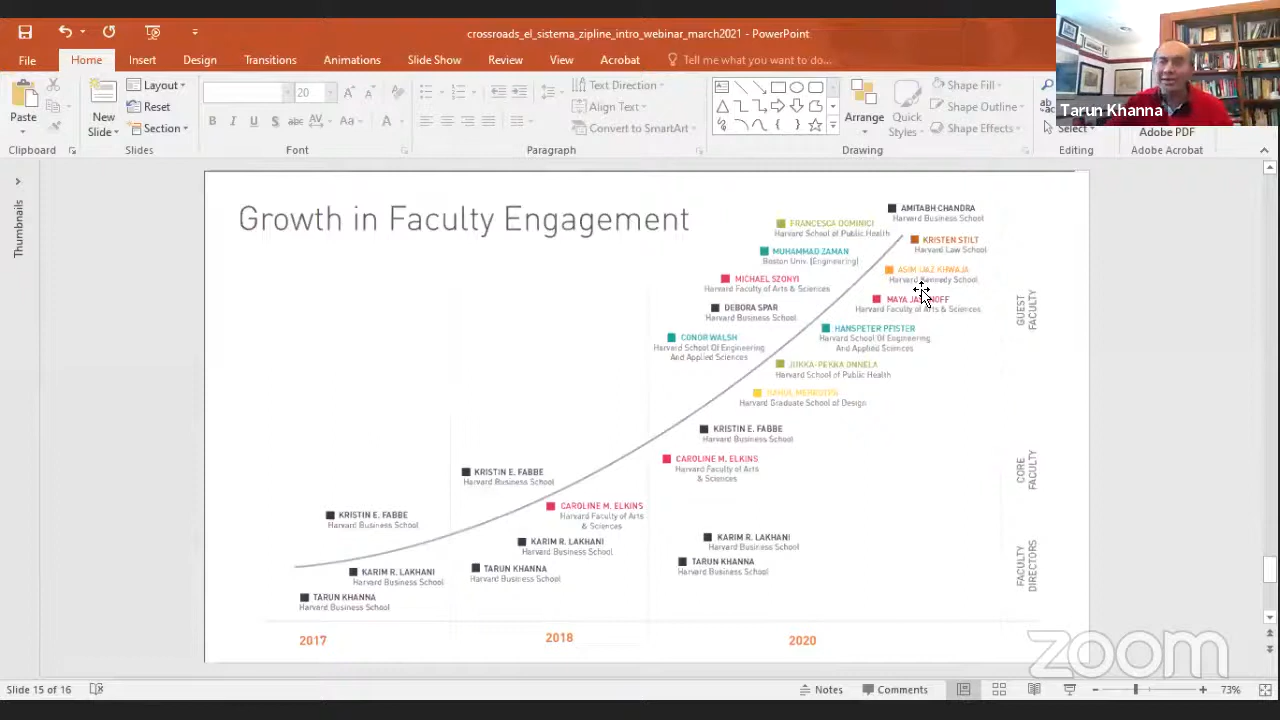 crossroads_el_sistema_zipline_intro_webinar_march2021 - PowerPoint
File Home Insert Design Transitions Animations Slide Show Review View Acrobat Tell me what you want to do...
Tarun Khanna
Paste
New
Slide
Layout
Reset
Section
20
Text Direction
Align Text
Convert to SmartArt
Arrange
Quick
Styles
Shape Fill
Shape Outline
Shape Effects
Select
Adobe PDF
Clipboard Slides Font Paragraph Drawing Editing Adobe Acrobat
Thumbnails
Growth in Faculty Engagement
AMITABH CHANDRA
Harvard Business School
FRANCESCA DOMINICI
Harvard School of Public Health
KRISTEN STILT
Harvard Law School
MUHAMMAD ZAMAN
Boston Univ. (Engineering)
ASIM IJAZ KHWAJA
Harvard Kennedy School
MICHAEL SZONYI
Harvard Faculty of Arts & Sciences
MAYA
Harvard Faculty of Arts & Sciences
DEBORA SPAR
Harvard Business School
HANSPETER PFISTER
Harvard School Of Engineering
And Applied Sciences
CONOR WALSH
Harvard School Of Engineering
And Applied Sciences
JUKKA-PEKKA ONNELA
Harvard School of Public Health
Harvard Graduate School of Design
GUEST
FACULTY
KRISTIN E. FABBE
Harvard Business School
CAROLINE M. ELKINS
Harvard Faculty of Arts
& Sciences
CORE
FACULTY
KRISTIN E. FABBE
Harvard Business School
CAROLINE M. ELKINS
Harvard Faculty of Arts
& Sciences
KRISTIN E. FABBE
Harvard Business School
KARIM R. LAKHANI
Harvard Business School
TARUN KHANNA
Harvard Business School
FACULTY
DIRECTORS
KARIM R. LAKHANI
Harvard Business School
TARUN KHANNA
Harvard Business School
KARIM R. LAKHANI
Harvard Business School
TARUN KHANNA
Harvard Business School
2017 2018 2020
zoom
Slide 15 of 16 Notes Comments 73%